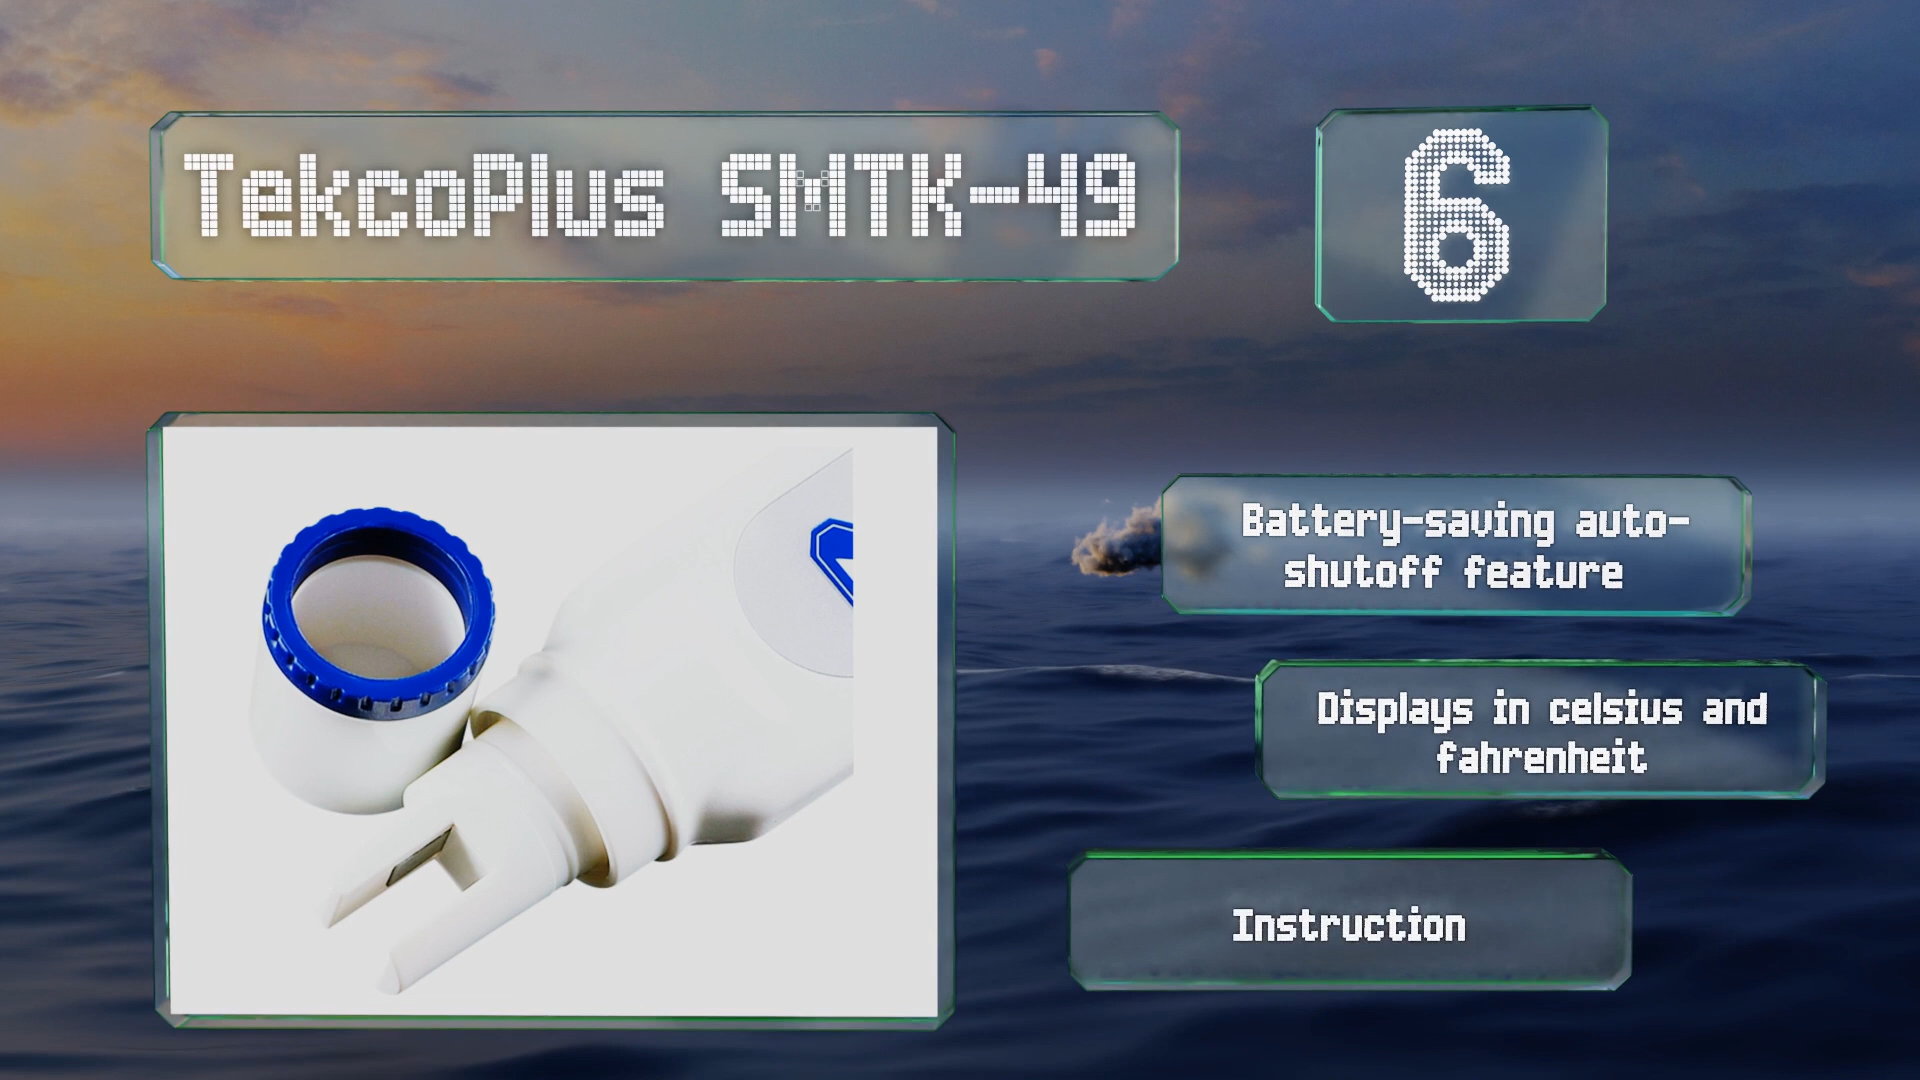 TekcoPlus SMTK-49
6
Battery-saving auto-
shutoff feature
Displays in celsius and
fahrenheit
Instruction